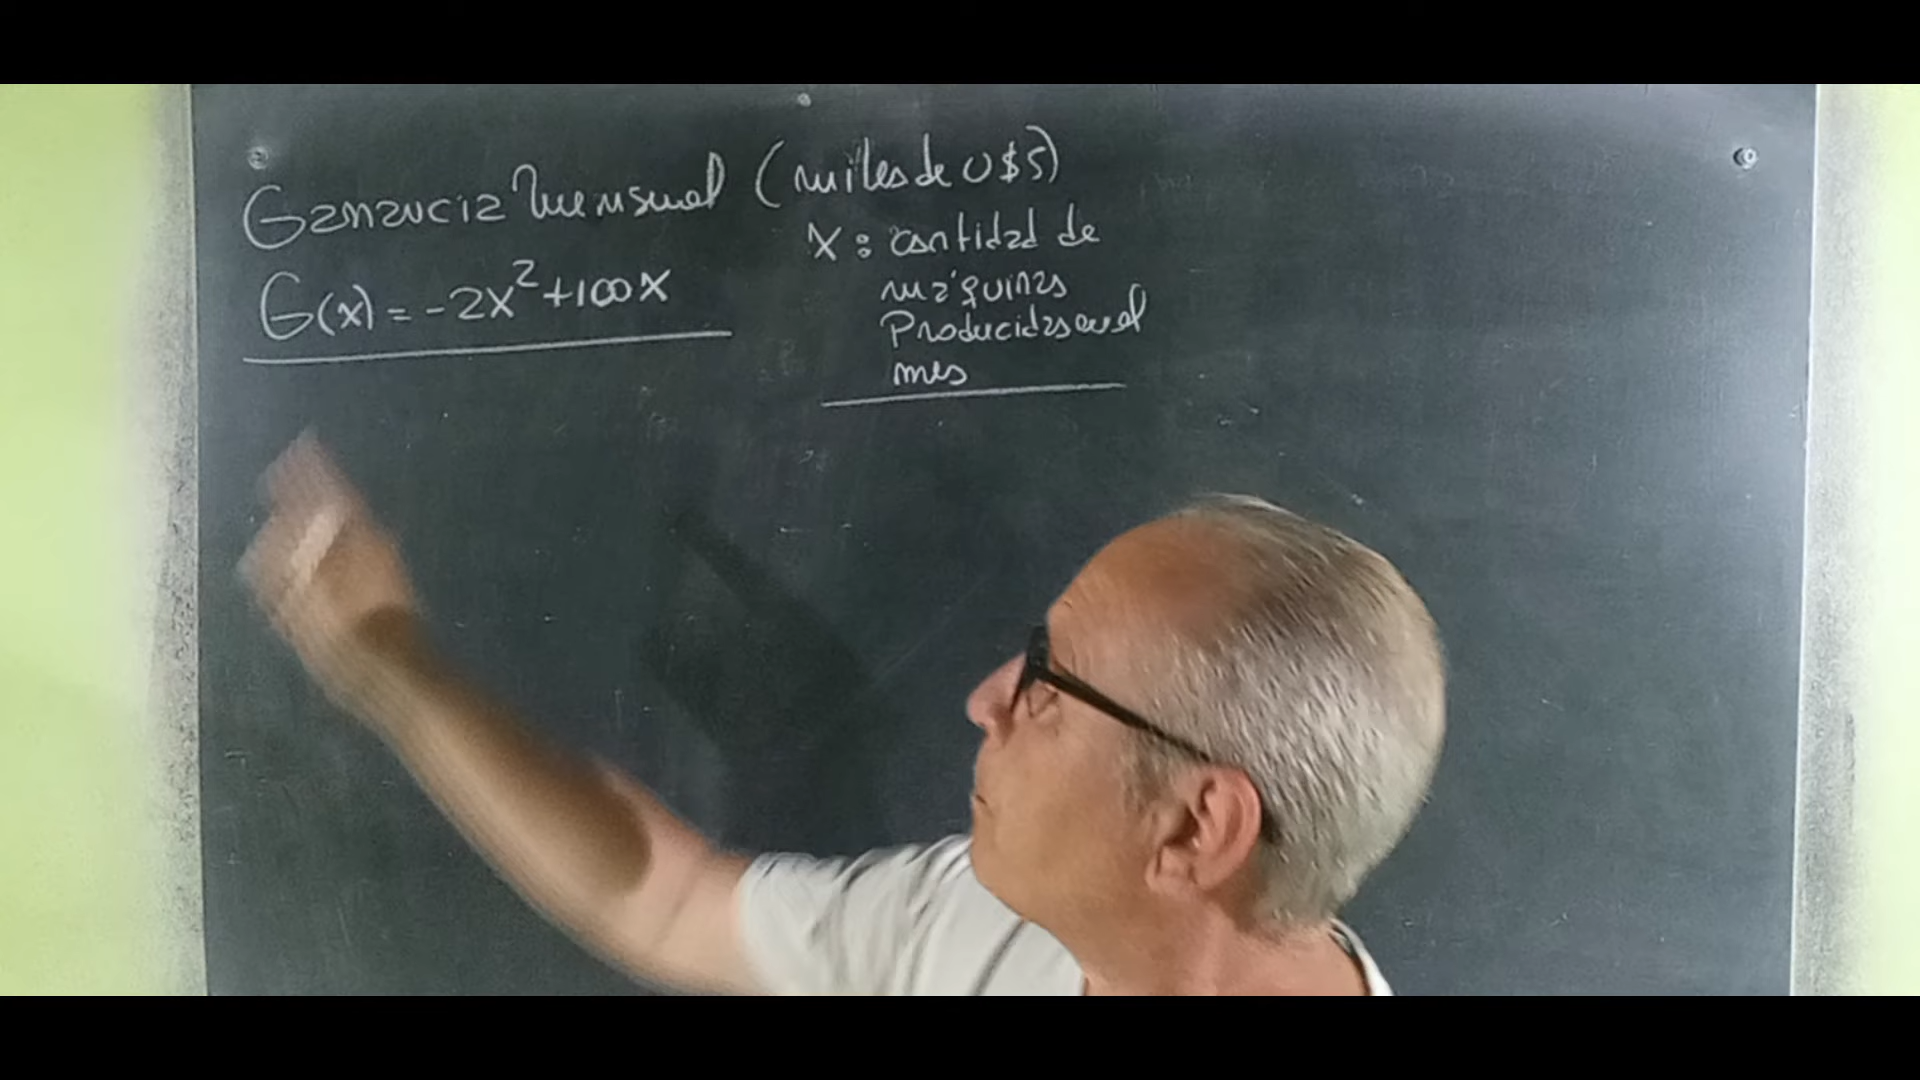 Ganancia Mensual (miles de U$S)
G(x) = -2x²+100x
x : cantidad de
máquinas
Producidas en el
mes